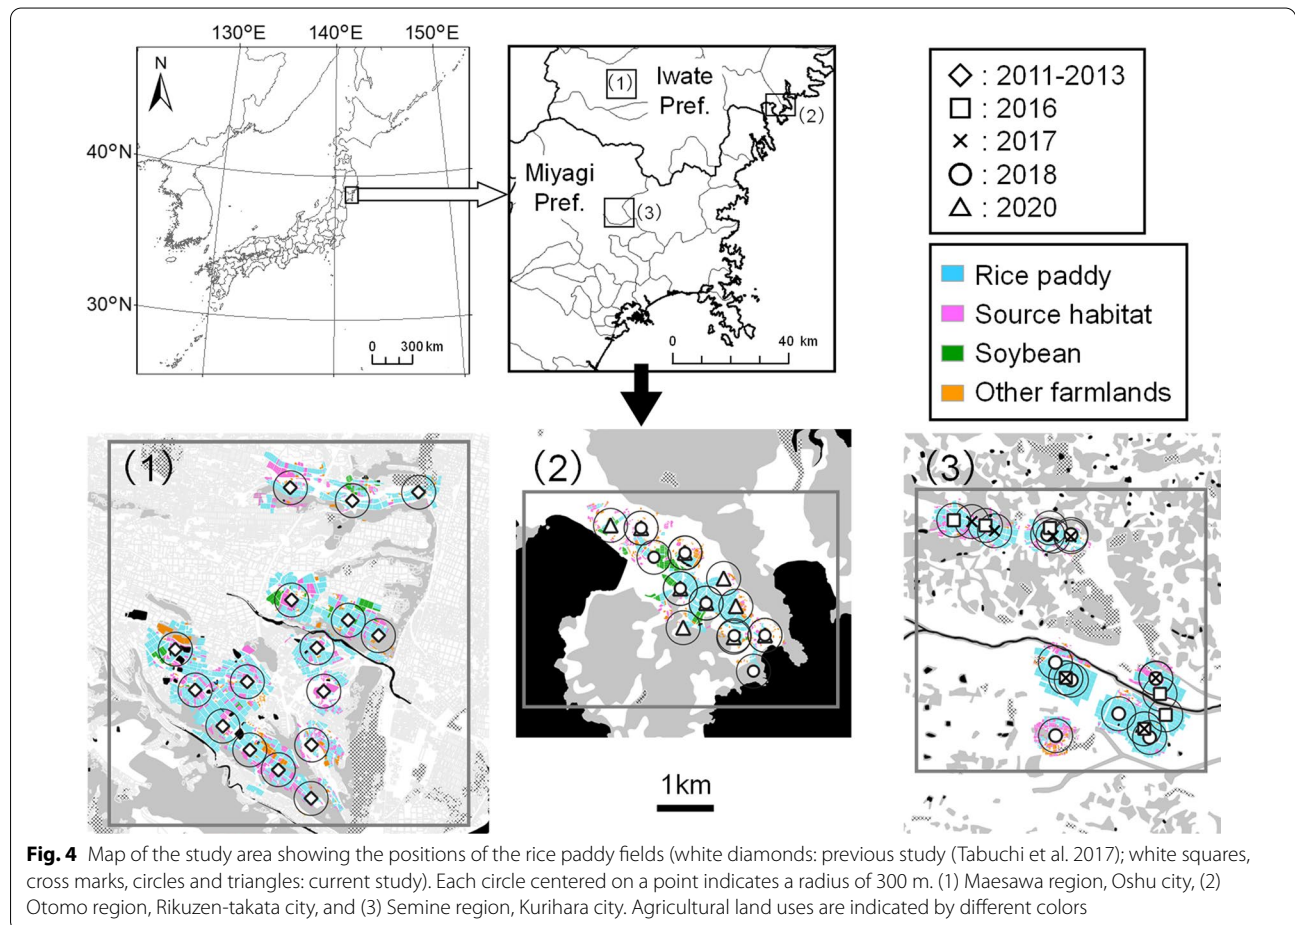 130°E 140°E 150°E
N
40°N
30°N
0 300 km
(1) Iwate
Pref.
(2)
Miyagi
Pref.
(3)
0 40 km
◇ : 2011-2013
□ : 2016
× : 2017
○ : 2018
△ : 2020
Rice paddy
Source habitat
Soybean
Other farmlands
(1)
(2)
(3)
1km
Fig. 4 Map of the study area showing the positions of the rice paddy fields (white diamonds: previous study (Tabuchi et al. 2017); white squares,
cross marks, circles and triangles: current study). Each circle centered on a point indicates a radius of 300 m. (1) Maesawa region, Oshu city, (2)
Otomo region, Rikuzen-takata city, and (3) Semine region, Kurihara city. Agricultural land uses are indicated by different colors